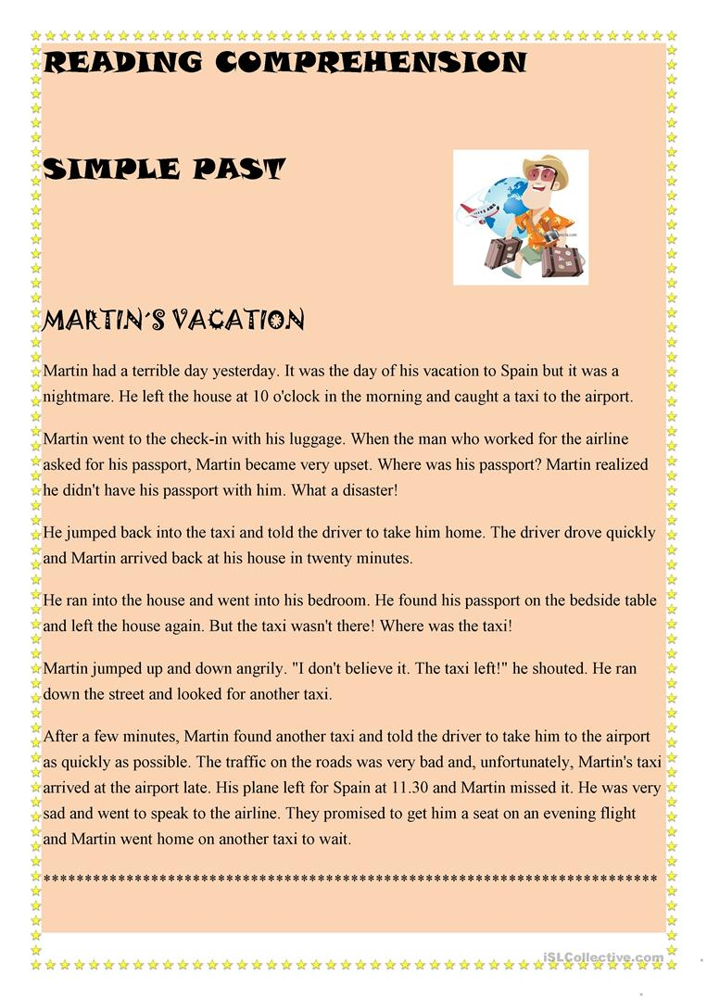 READING COMPREHENSION
SIMPLE PAST
MARTIN´S VACATION
Martin had a terrible day yesterday. It was the day of his vacation to Spain but it was a
nightmare. He left the house at 10 o'clock in the morning and caught a taxi to the airport.
Martin went to the check-in with his luggage. When the man who worked for the airline
asked for his passport, Martin became very upset. Where was his passport? Martin realized
he didn't have his passport with him. What a disaster!
He jumped back into the taxi and told the driver to take him home. The driver drove quickly
and Martin arrived back at his house in twenty minutes.
He ran into the house and went into his bedroom. He found his passport on the bedside table
and left the house again. But the taxi wasn't there! Where was the taxi!
Martin jumped up and down angrily. "I don't believe it. The taxi left!" he shouted. He ran
down the street and looked for another taxi.
After a few minutes, Martin found another taxi and told the driver to take him to the airport
as quickly as possible. The traffic on the roads was very bad and, unfortunately, Martin's taxi
arrived at the airport late. His plane left for Spain at 11.30 and Martin missed it. He was very
sad and went to speak to the airline. They promised to get him a seat on an evening flight
and Martin went home on another taxi to wait.
**************************************************************************
iSLCollective.com